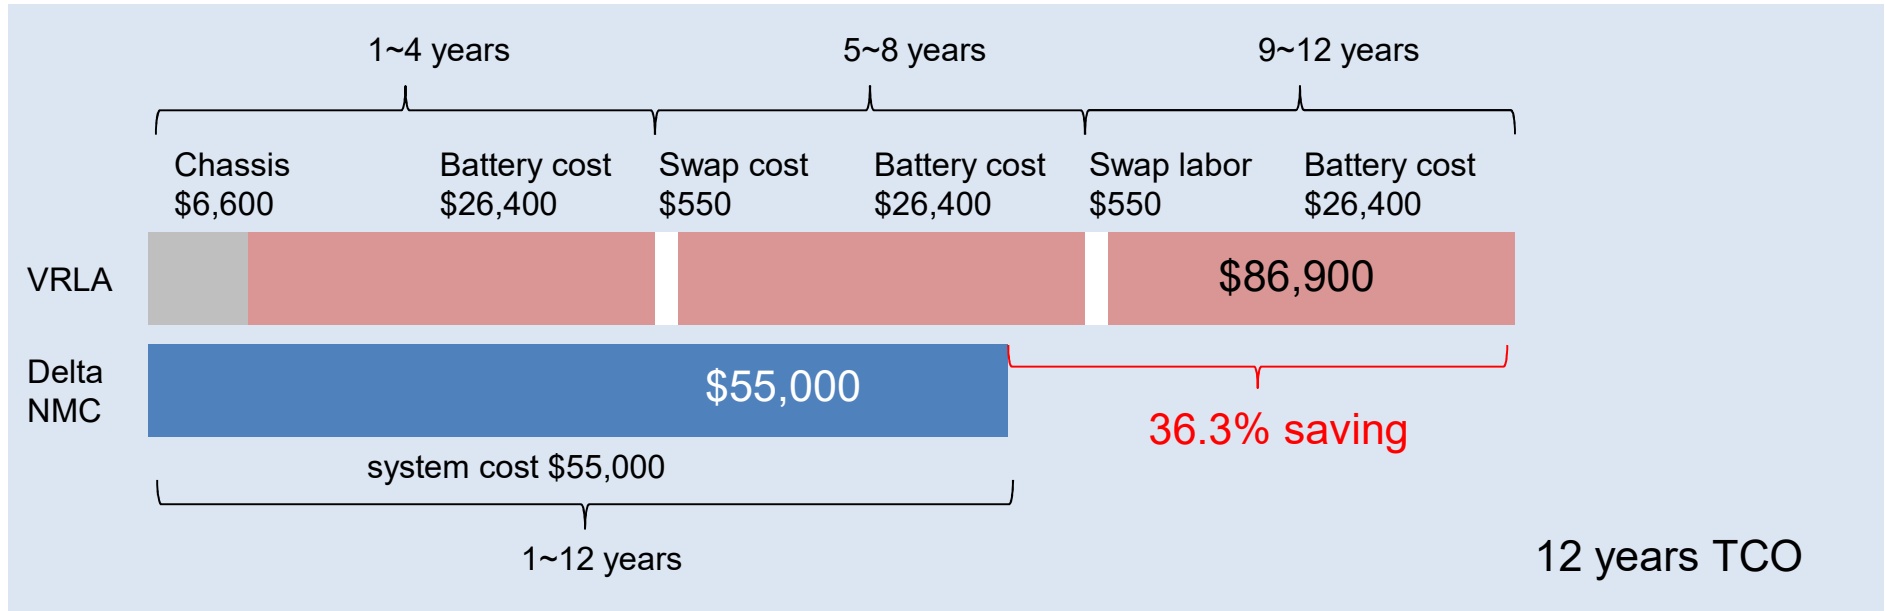 1~4 years
5~8 years
9~12 years
Chassis
$6,600
Battery cost
$26,400
Swap cost
$550
Battery cost
$26,400
Swap labor
$550
Battery cost
$26,400
VRLA
$86,900
Delta
NMC
$55,000
36.3% saving
system cost $55,000
1~12 years
12 years TCO